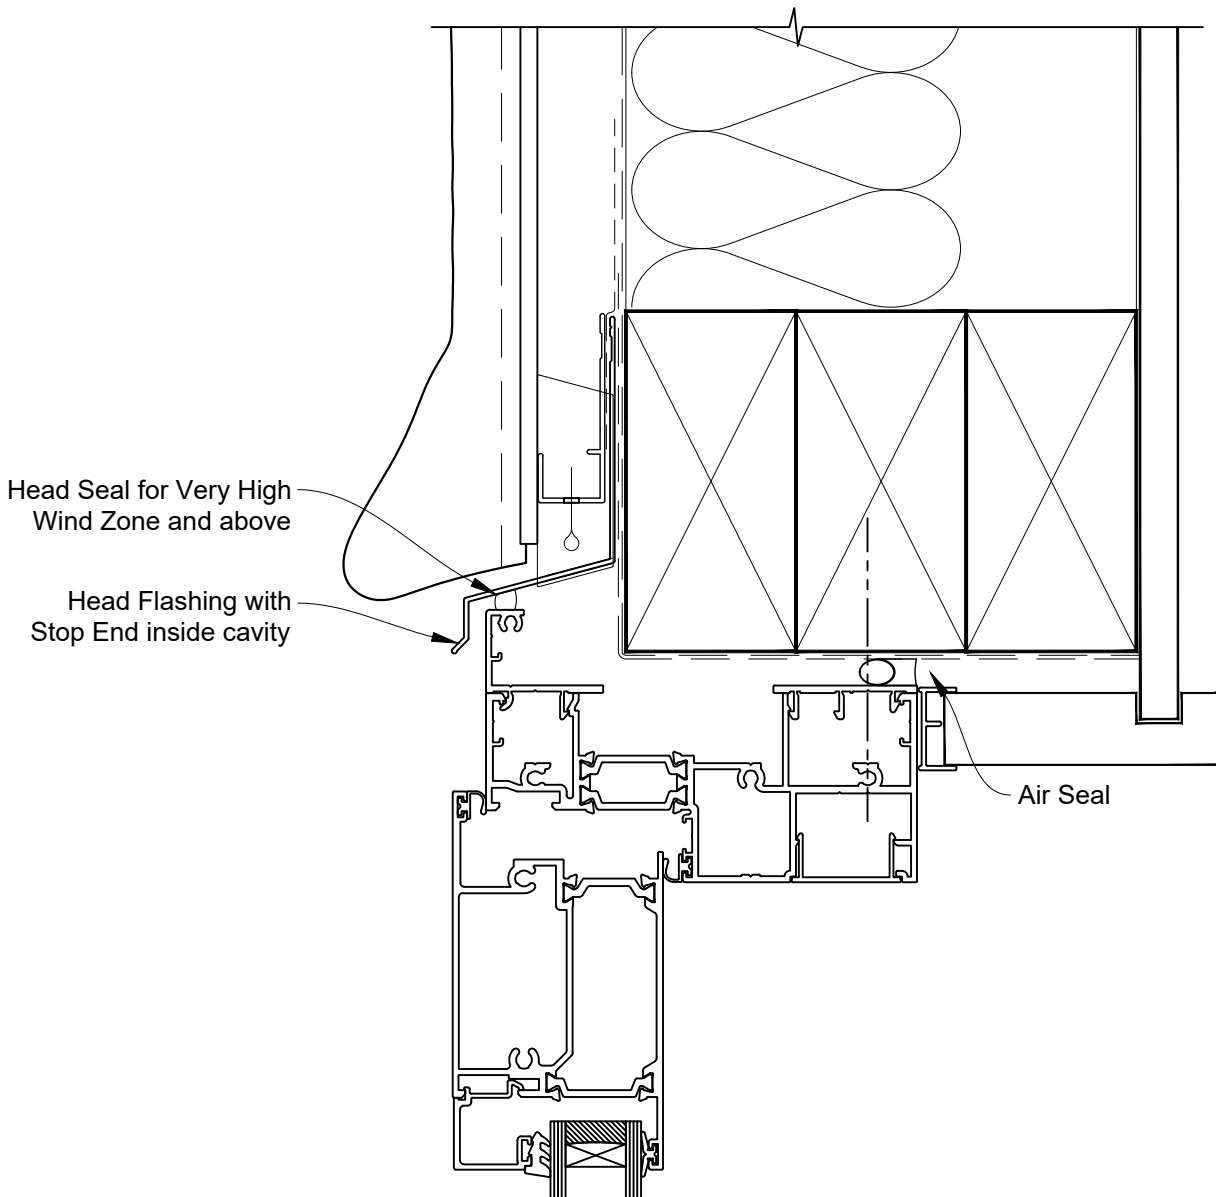 Head Seal for Very High
Wind Zone and above
Head Flashing with
Stop End inside cavity
Air Seal